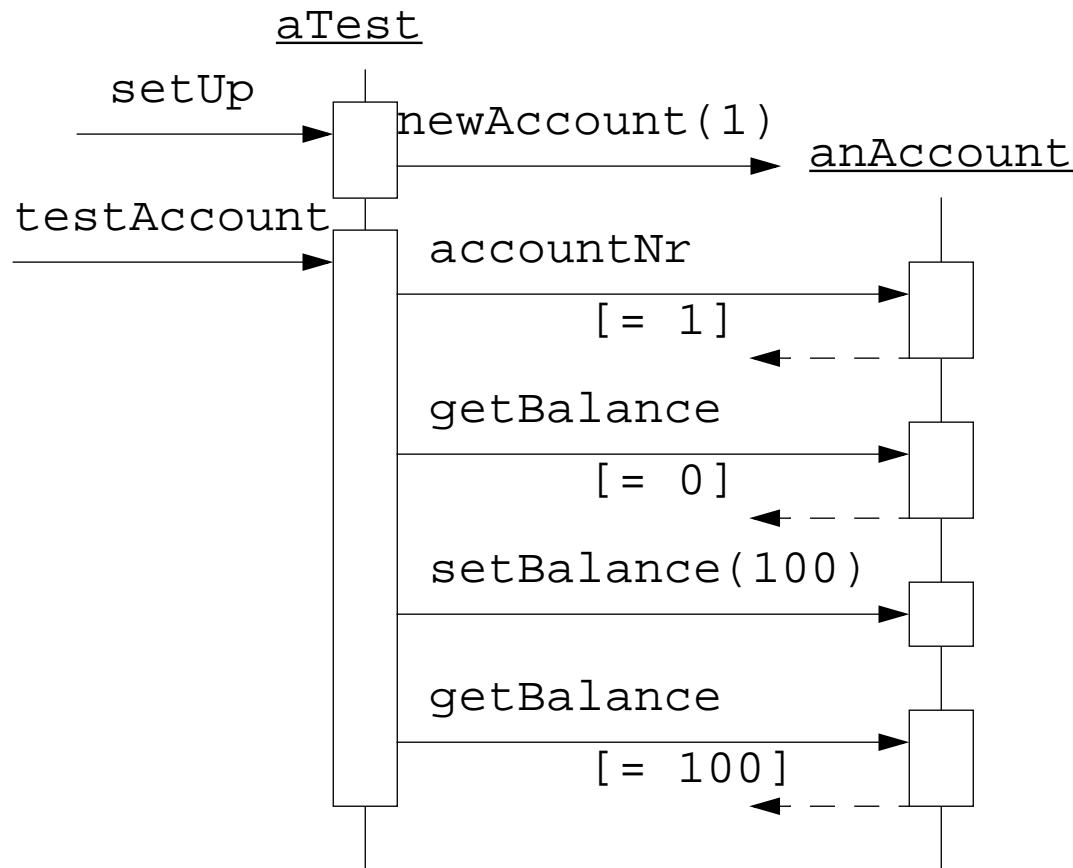 aTest
setUp
newAccount(1)
anAccount
testAccount
accountNr
[= 1]
getBalance
[= 0]
setBalance(100)
getBalance
[= 100]